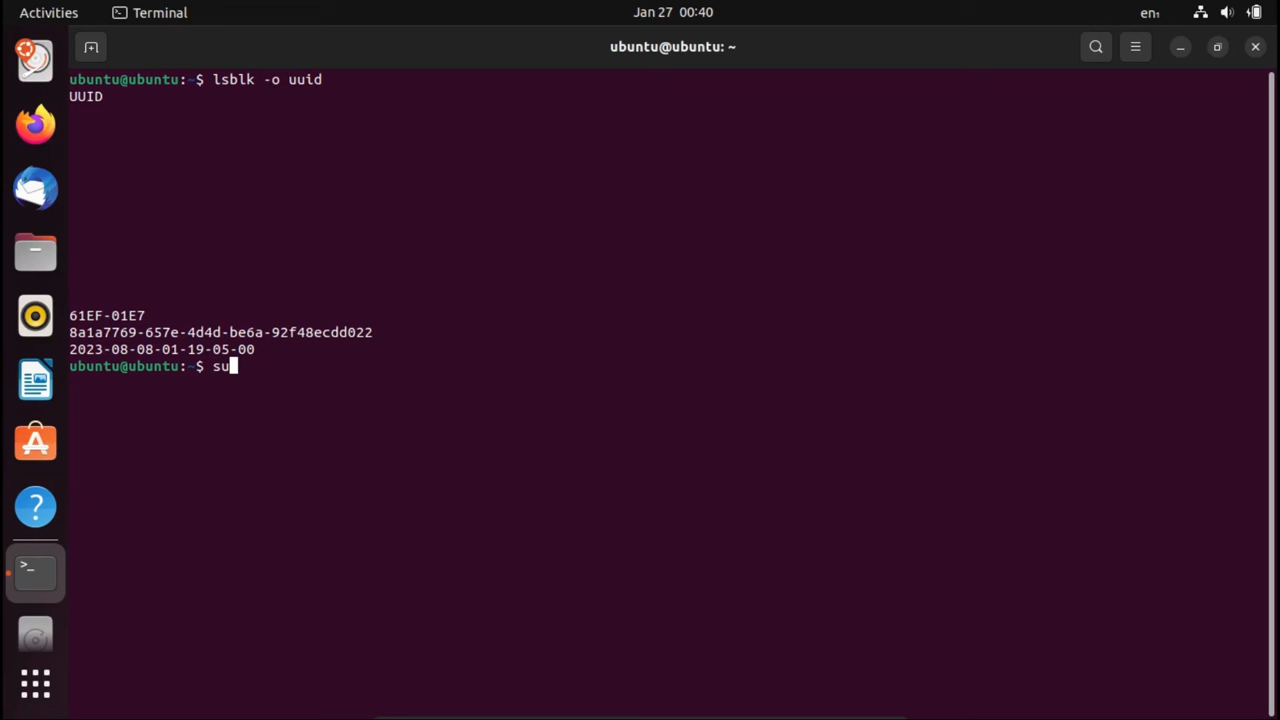 Activities Terminal Jan 27 00:40 en₁
ubuntu@ubuntu: ~
ubuntu@ubuntu:~$ lsblk -o uuid
UUID
61EF-01E7
8a1a7769-657e-4d4d-be6a-92f48ecdd022
2023-08-08-01-19-05-00
ubuntu@ubuntu:~$ su